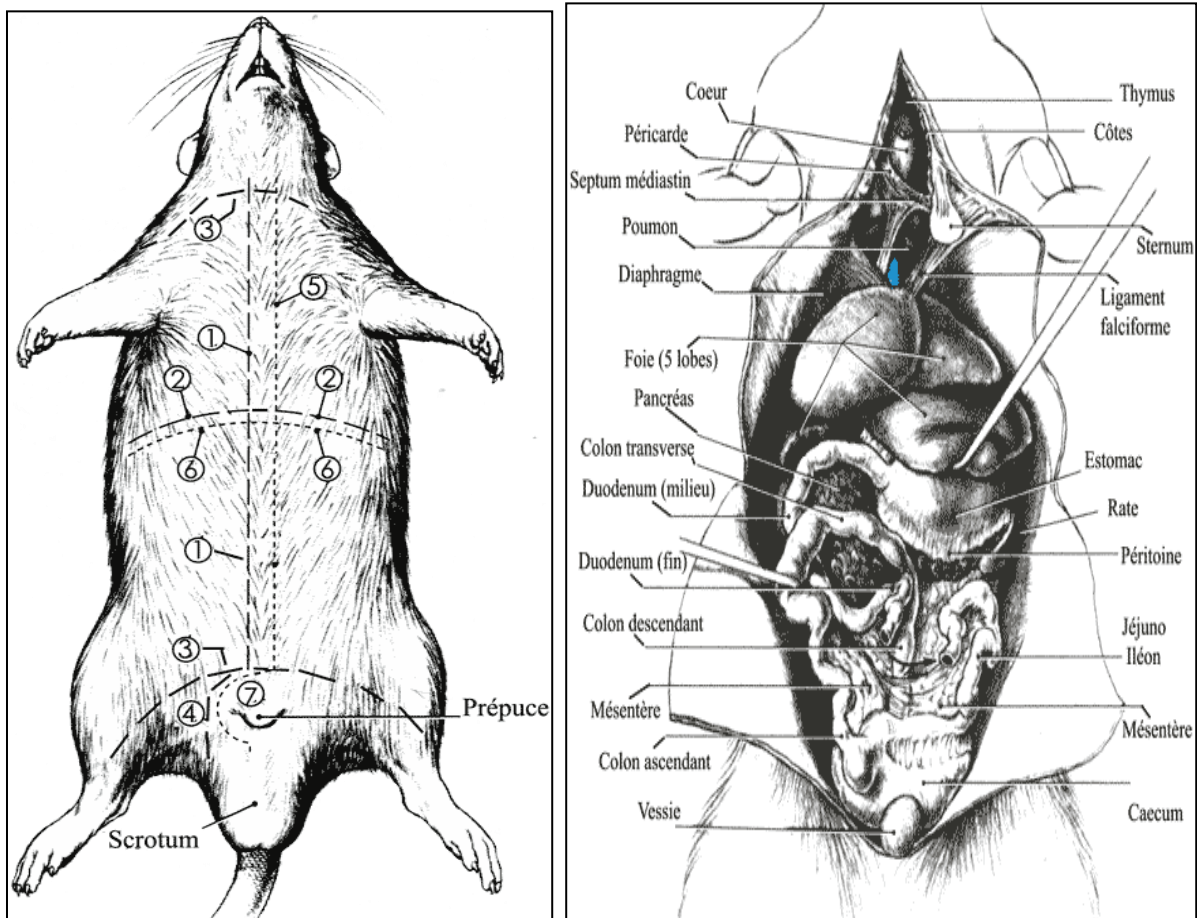 ③
⑤
①
②
②
⑥
⑥
①
③
④
⑦
Prépuce
Scrotum
Coeur
Péricarde
Septum médiastin
Poumon
Diaphragme
Foie (5 lobes)
Pancréas
Colon transverse
Duodenum (milieu)
Duodenum (fin)
Colon descendant
Mésentère
Colon ascendant
Vessie
Thymus
Côtes
Sternum
Ligament
falciforme
Estomac
Rate
Péritoine
Jéjuno
Iléon
Mésentère
Caecum